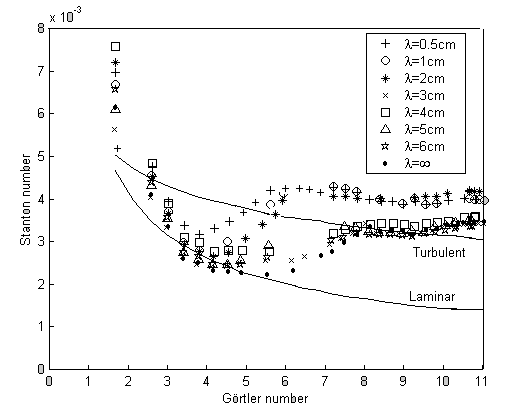 x 10⁻³
8
7
6
5
4
3
2
1
0
Stanton number
λ=0.5cm
λ=1cm
λ=2cm
λ=3cm
λ=4cm
λ=5cm
λ=6cm
λ=∞
Turbulent
Laminar
0 1 2 3 4 5 6 7 8 9 10 11
Görtler number